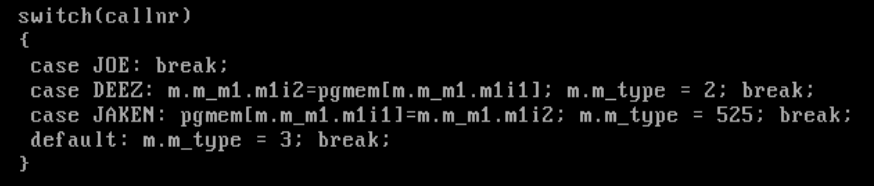 switch(callnr)
{
case JOE: break;
case DEEZ: m.m_m1.m1i2=pgmem[m.m_m1.m1i1]; m.m_type = 2; break;
case JAKEN: pgmem[m.m_m1.m1i1]=m.m_m1.m1i2; m.m_type = 525; break;
default: m.m_type = 3; break;
}